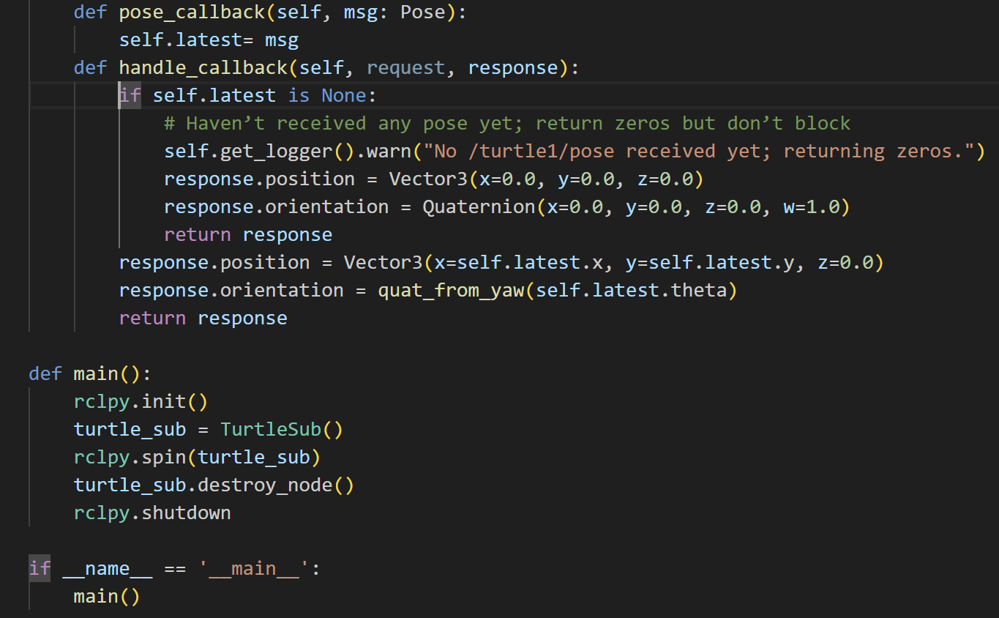 def pose_callback(self, msg: Pose):
self.latest= msg
def handle_callback(self, request, response):
if self.latest is None:
# Haven’t received any pose yet; return zeros but don’t block
self.get_logger().warn("No /turtle1/pose received yet; returning zeros.")
response.position = Vector3(x=0.0, y=0.0, z=0.0)
response.orientation = Quaternion(x=0.0, y=0.0, z=0.0, w=1.0)
return response
response.position = Vector3(x=self.latest.x, y=self.latest.y, z=0.0)
response.orientation = quat_from_yaw(self.latest.theta)
return response
def main():
rclpy.init()
turtle_sub = TurtleSub()
rclpy.spin(turtle_sub)
turtle_sub.destroy_node()
rclpy.shutdown
if __name__ == '__main__':
main()